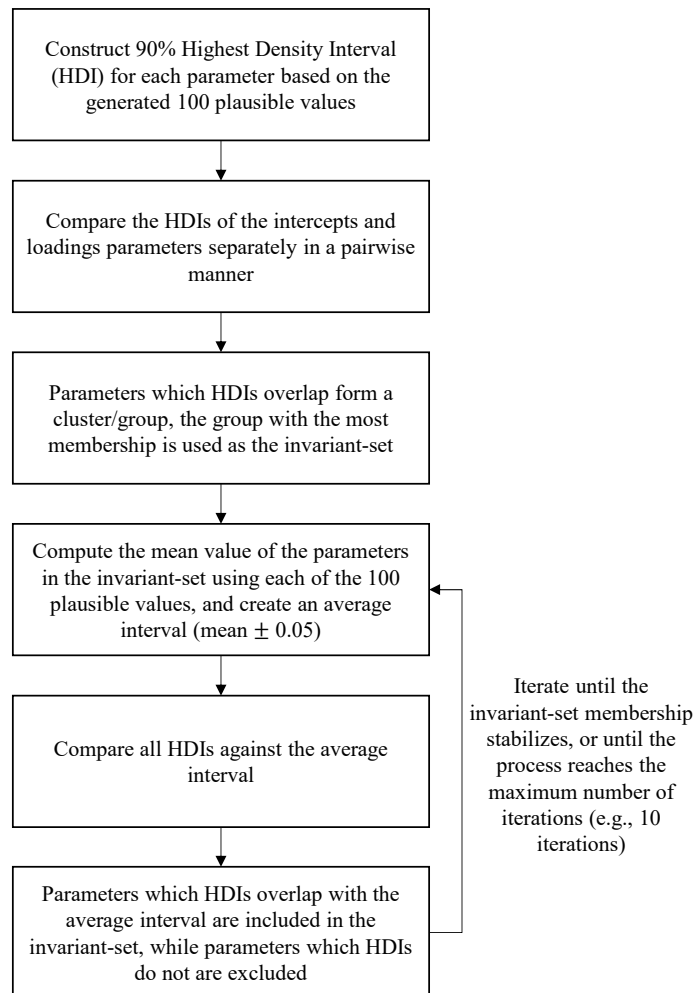 Construct 90% Highest Density Interval
(HDI) for each parameter based on the
generated 100 plausible values
Compare the HDIs of the intercepts and
loadings parameters separately in a pairwise
manner
Parameters which HDIs overlap form a
cluster/group, the group with the most
membership is used as the invariant-set
Compute the mean value of the parameters
in the invariant-set using each of the 100
plausible values, and create an average
interval (mean ± 0.05)
Compare all HDIs against the average
interval
Parameters which HDIs overlap with the
average interval are included in the
invariant-set, while parameters which HDIs
do not are excluded
Iterate until the
invariant-set membership
stabilizes, or until the
process reaches the
maximum number of
iterations (e.g., 10
iterations)